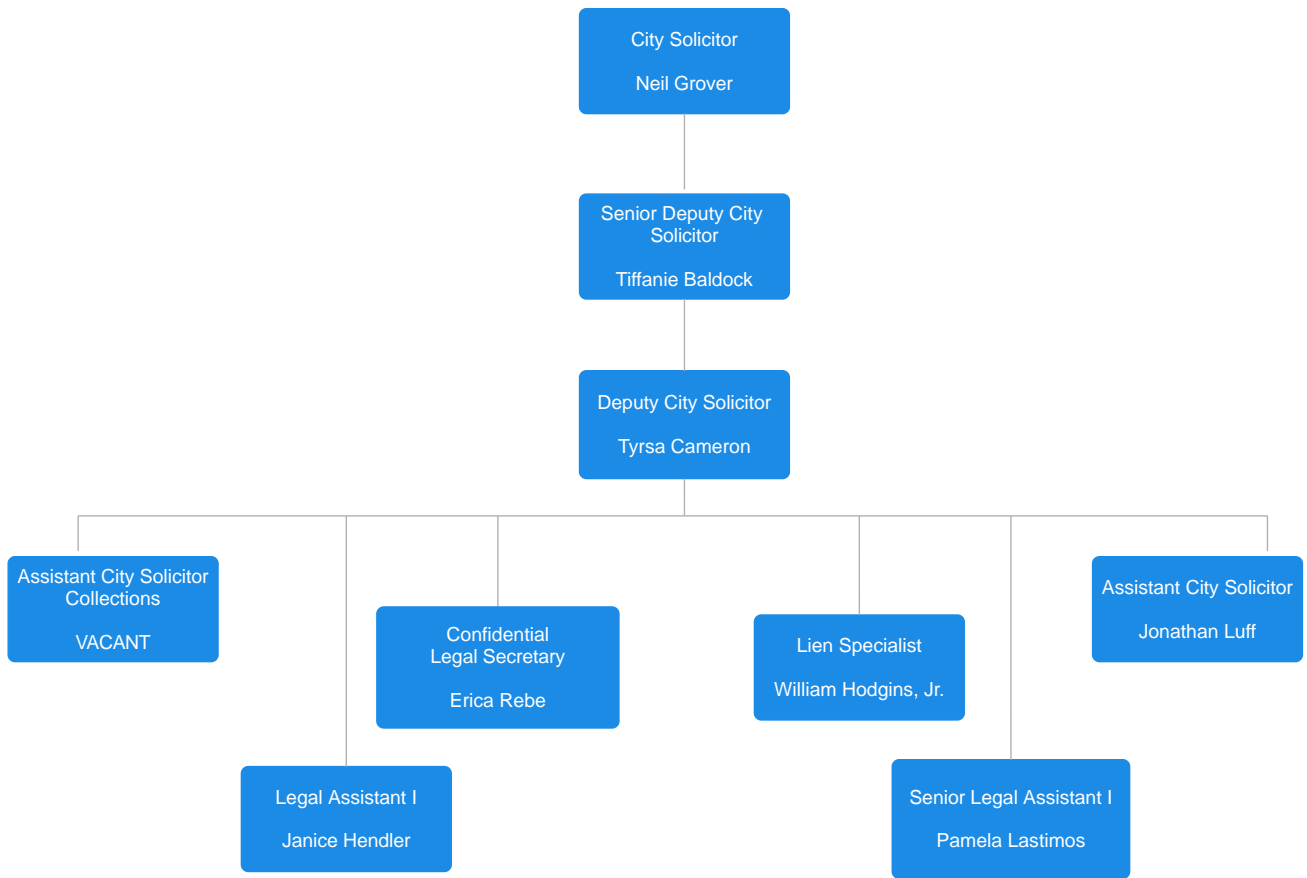 City Solicitor
Neil Grover
Senior Deputy City
Solicitor
Tiffanie Baldock
Deputy City Solicitor
Tyrsa Cameron
Assistant City Solicitor
Collections
VACANT
Legal Assistant I
Janice Hendler
Confidential
Legal Secretary
Erica Rebe
Lien Specialist
William Hodgins, Jr.
Senior Legal Assistant I
Pamela Lastimos
Assistant City Solicitor
Jonathan Luff